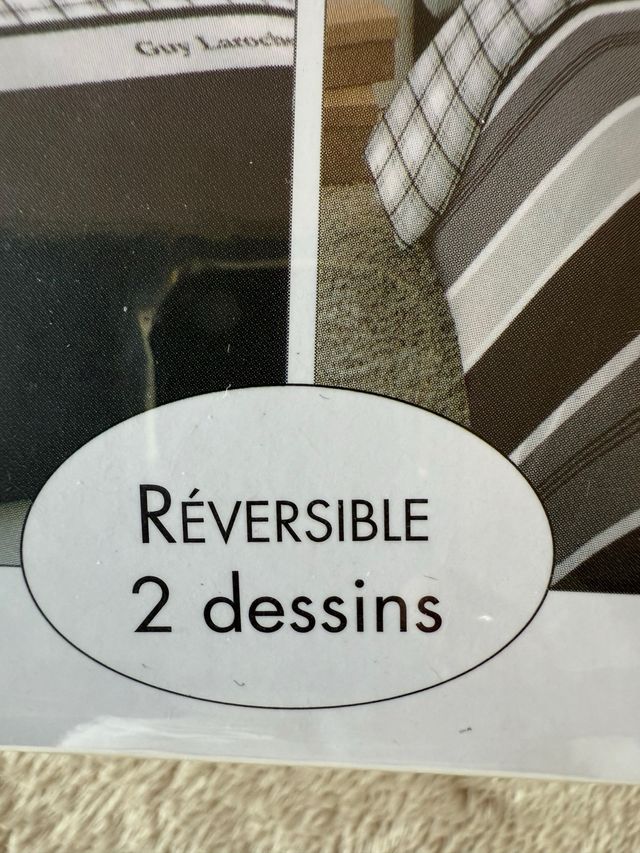 Guy Laroche
RÉVERSIBLE
2 dessins